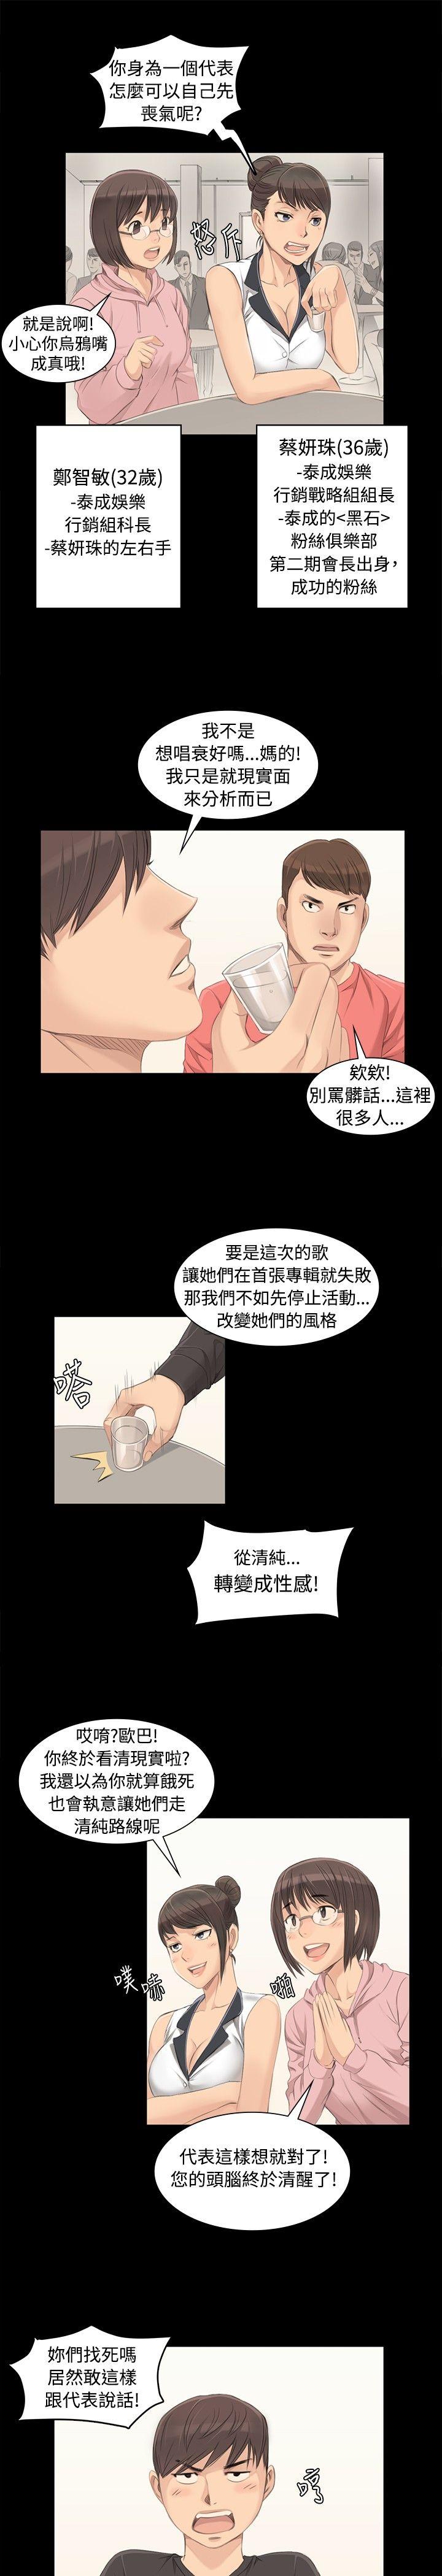 你身為一個代表
怎麼可以自己先
喪氣呢?
怒斥
就是說啊!
小心你烏鴉嘴
成真哦!
鄭智敏(32歲)
-泰成娛樂
行銷組科長
-蔡妍珠的左右手
蔡妍珠(36歲)
-泰成娛樂
行銷戰略組組長
-泰成的<黑石>
粉絲俱樂部
第二期會長出身,
成功的粉絲
我不是
想唱衰好嗎...媽的!
我只是就現實面
來分析而已
欸欸!
別罵髒話...這裡
很多人...
要是這次的歌
讓她們在首張專輯就失敗
那我們不如先停止活動...
改變她們的風格
嗒
從清純...
轉變成性感!
哎唷?歐巴!
你終於看清現實啦?
我還以為你就算餓死
也會執意讓她們走
清純路線呢
噗哧
啪
代表這樣想就對了!
您的頭腦終於清醒了!
妳們找死嗎
居然敢這樣
跟代表說話!
哼